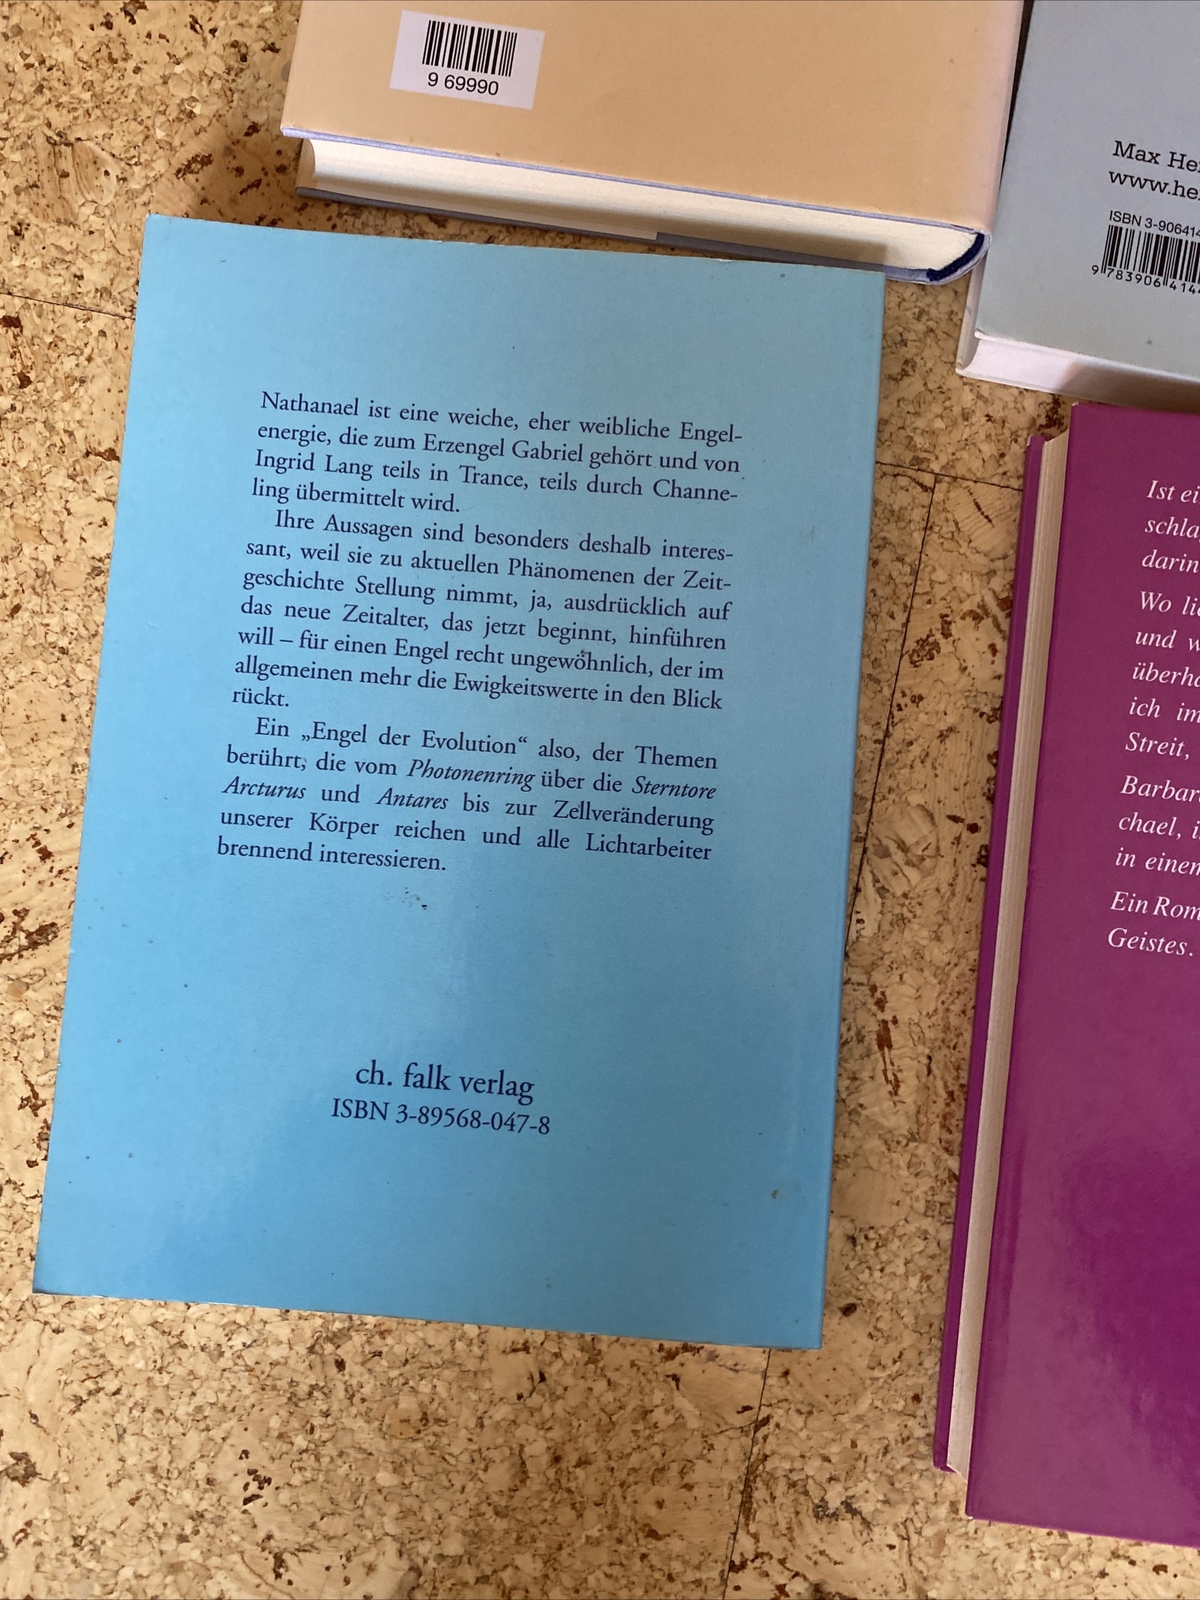 9 69990
Max
www.he
ISBN 3-906414
9 783906 414
Nathanael ist eine weiche, eher weibliche Engel-
energie, die zum Erzengel Gabriel gehört und von
Ingrid Lang teils in Trance, teils durch Channe-
ling übermittelt wird.
Ihre Aussagen sind besonders deshalb interes-
sant, weil sie zu aktuellen Phänomenen der Zeit-
geschichte Stellung nimmt, ja, ausdrücklich auf
das neue Zeitalter, das jetzt beginnt, hinführen
will – für einen Engel recht ungewöhnlich, der im
allgemeinen mehr die Ewigkeitswerte in den Blick
rückt.
Ein „Engel der Evolution“ also, der Themen
berührt, die vom Photonenring über die Sterntore
Arcturus und Antares bis zur Zellveränderung
unserer Körper reichen und alle Lichtarbeiter
brennend interessieren.
ch. falk verlag
ISBN 3-89568-047-8
Ist ei
schla
darin
Wo li
und w
überha
ich im
Streit,
Barbar
chael, i
in einem
Ein Rom
Geistes.